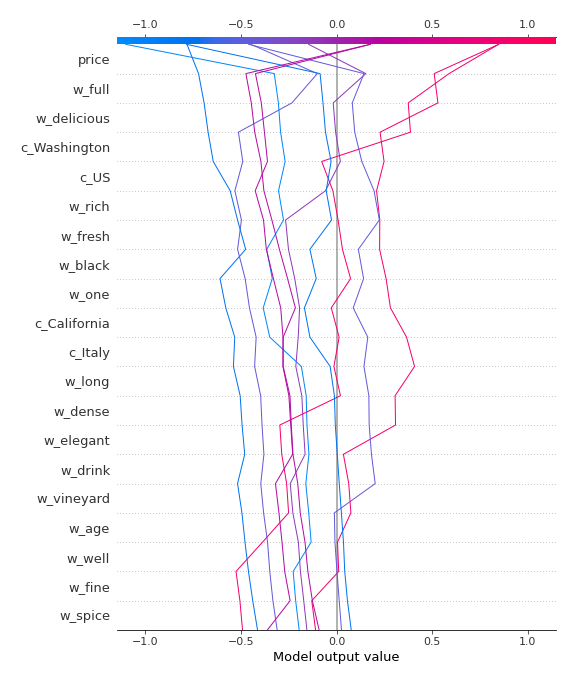 −1.0 −0.5 0.0 0.5 1.0
price
w_full
w_delicious
c_Washington
c_US
w_rich
w_fresh
w_black
w_one
c_California
c_Italy
w_long
w_dense
w_elegant
w_drink
w_vineyard
w_age
w_well
w_fine
w_spice
−1.0 −0.5 0.0 0.5 1.0
Model output value